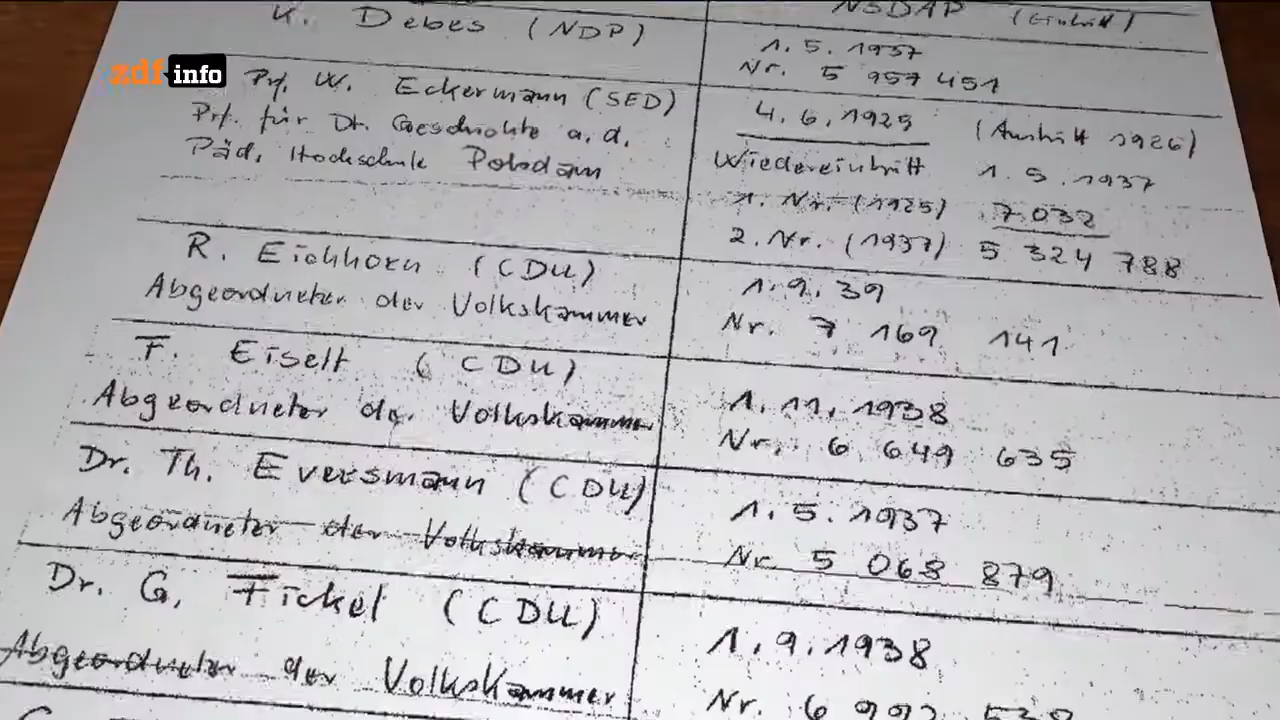 K. Debes (NDP)
NSDAP (Eintritt)
1.5.1937
Nr. 5 957 451
zdf info
Prf. W. Eckermann (SED)
Prf. für Dt. Geschichte a.d.
Päd. Hochschule Potsdam
4.6.1925 (Austritt 1926)
Wiedereintritt 1.5.1937
1. Nr. (1925) 7 032
2. Nr. (1937) 5 324 788
R. Eichhorn (CDU)
Abgeordneter der Volkskammer
1.9.39
Nr. 7 169 141
F. Eiselt (CDU)
Abgeordneter der Volkskammer
1.11.1938
Nr. 6 649 635
Dr. Th. Eversmann (CDU)
Abgeordneter der Volkskammer
1.5.1937
Nr 5 068 879
Dr. G. Fickel (CDU)
Abgeordneter der Volkskammer
1.9.1938
Nr. 6 992